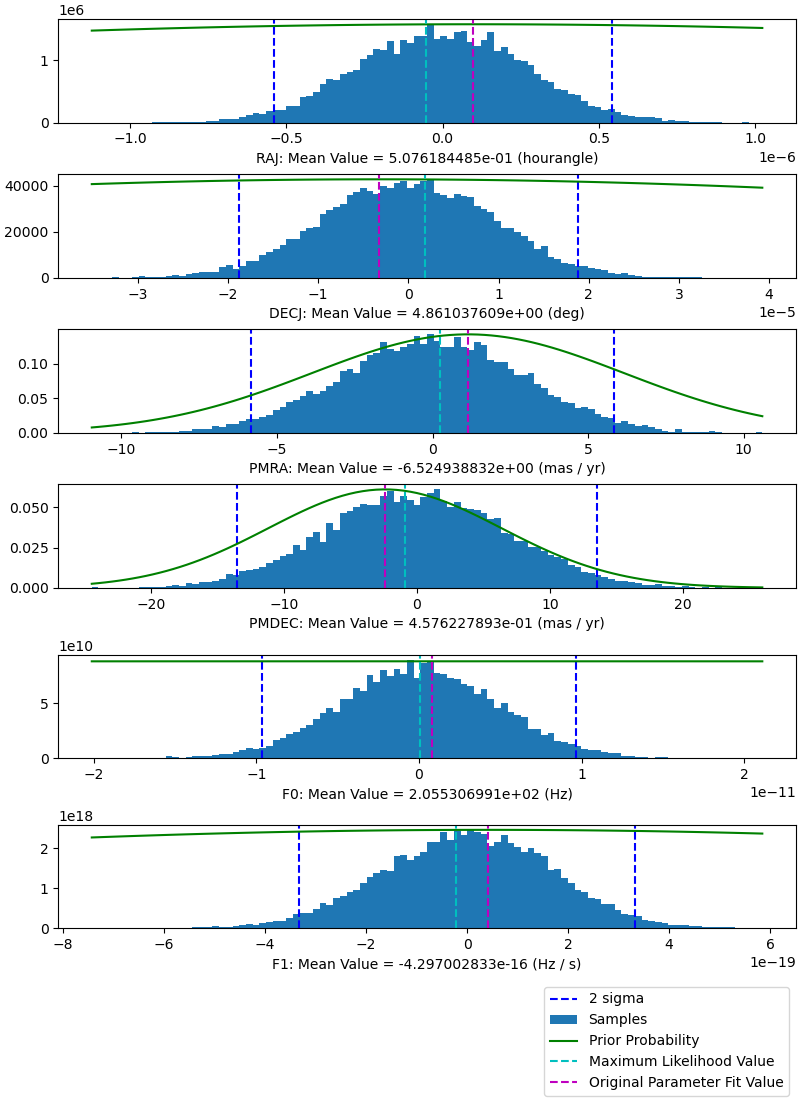 1e6
1
0
−1.0 −0.5 0.0 0.5 1.0
1e−6
RAJ: Mean Value = 5.076184485e-01 (hourangle)
40000
20000
0
−3 −2 −1 0 1 2 3 4
1e−5
DECJ: Mean Value = 4.861037609e+00 (deg)
0.10
0.05
0.00
−10 −5 0 5 10
PMRA: Mean Value = -6.524938832e+00 (mas / yr)
0.050
0.025
0.000
−20 −10 0 10 20
PMDEC: Mean Value = 4.576227893e-01 (mas / yr)
1e10
5
0
−2 −1 0 1 2
1e−11
F0: Mean Value = 2.055306991e+02 (Hz)
1e18
2
1
0
−8 −6 −4 −2 0 2 4 6
1e−19
F1: Mean Value = -4.297002833e-16 (Hz / s)
2 sigma
Samples
Prior Probability
Maximum Likelihood Value
Original Parameter Fit Value